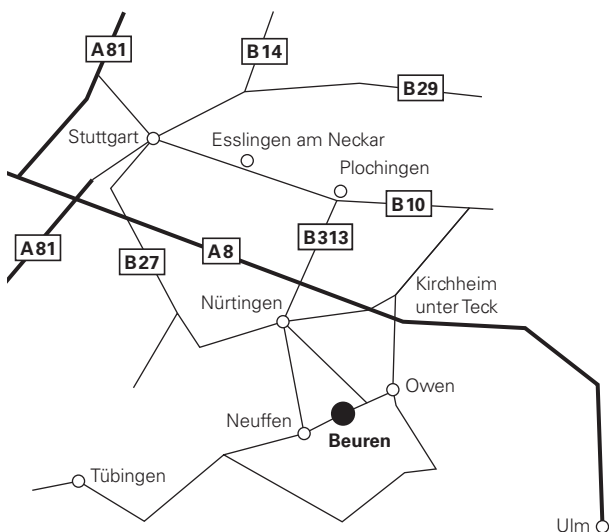 A81
B14
B29
Stuttgart
Esslingen am Neckar
Plochingen
B10
B313
A81
B27
A8
Kirchheim
unter Teck
Nürtingen
Owen
Neuffen
Beuren
Tübingen
Ulm